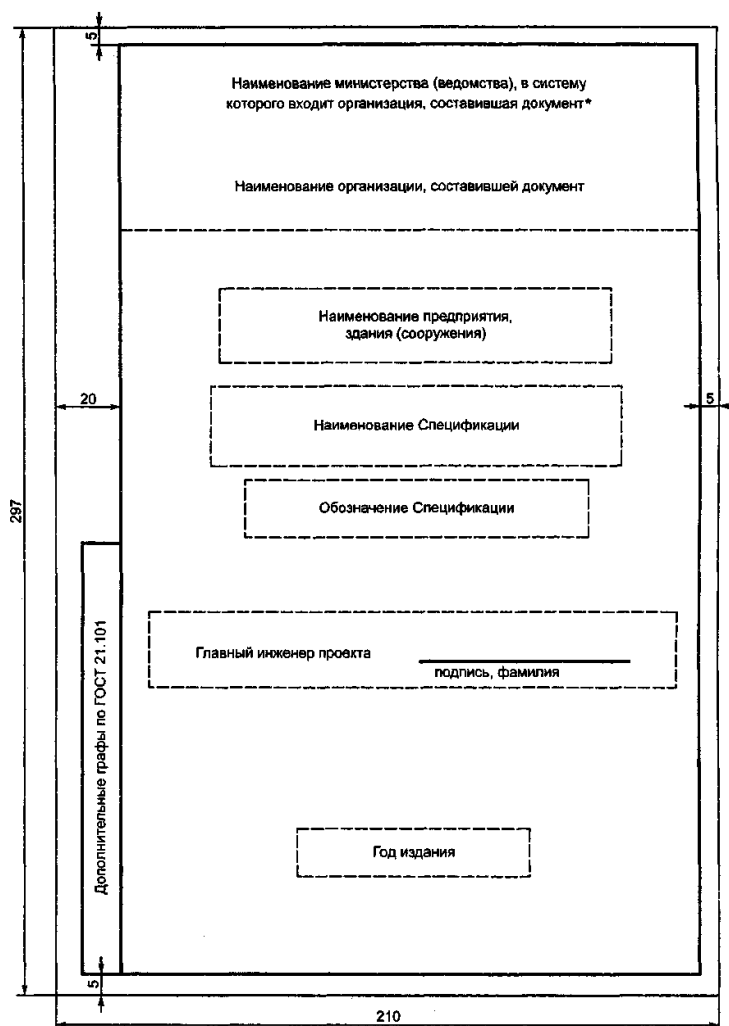 5
Наименование министерства (ведомства), в систему
которого входит организация, составившая документ*
Наименование организации, составившей документ
Наименование предприятия,
здания (сооружения)
20
5
Наименование Спецификации
297
Обозначение Спецификации
Дополнительные графы по ГОСТ 21.101
Главный инженер проекта
подпись, фамилия
Год издания
5
210